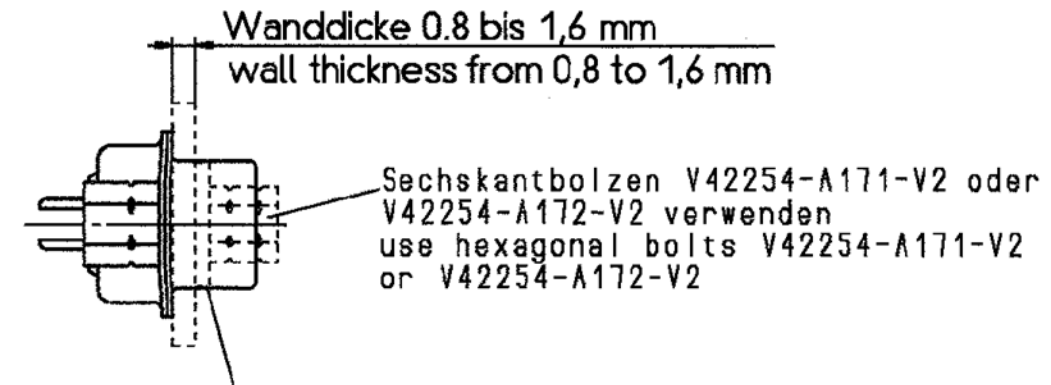 Wanddicke 0.8 bis 1,6 mm
wall thickness from 0,8 to 1,6 mm
Sechskantbolzen V42254-A171-V2 oder
V42254-A172-V2 verwenden
use hexagonal bolts V42254-A171-V2
or V42254-A172-V2